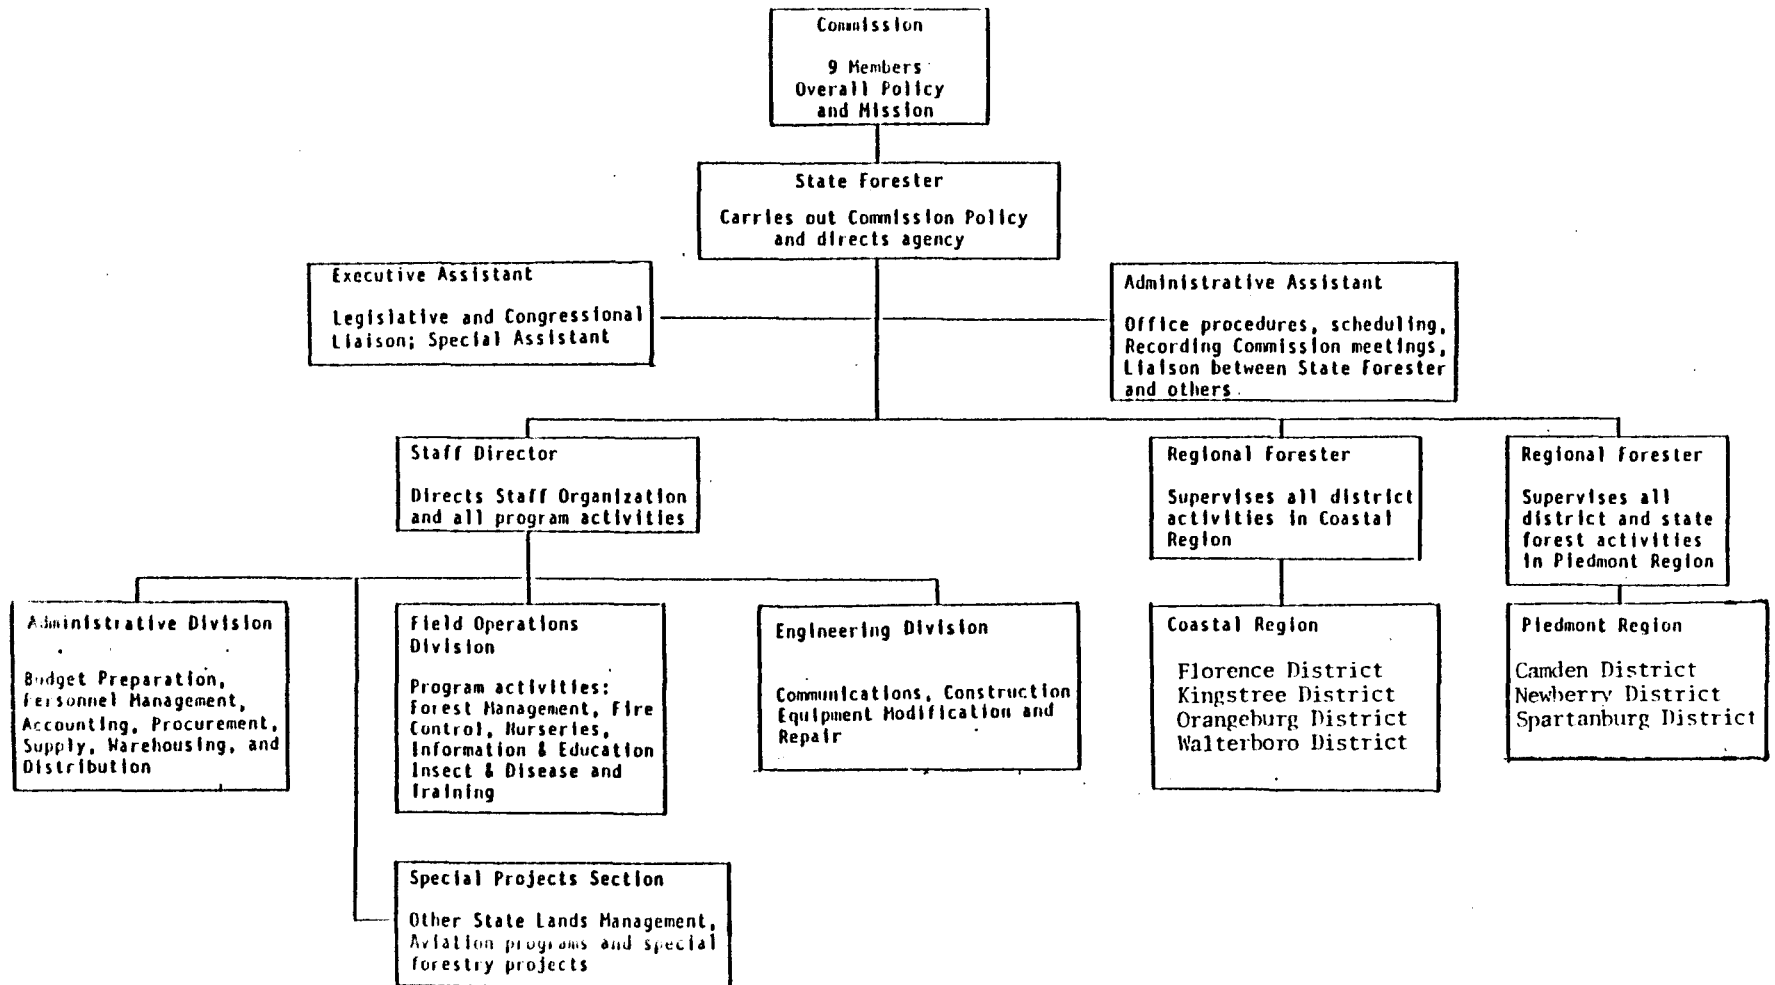 Commission
9 Members
Overall Policy
and Mission
State Forester
Carries out Commission Policy
and directs agency
Executive Assistant
Legislative and Congressional
Liaison; Special Assistant
Administrative Assistant
Office procedures, scheduling,
Recording Commission meetings,
Liaison between State Forester
and others
Staff Director
Directs Staff Organization
and all program activities
Regional Forester
Supervises all district
activities in Coastal
Region
Regional Forester
Supervises all
district and state
forest activities
in Piedmont Region
Administrative Division
Budget Preparation,
Personnel Management,
Accounting, Procurement,
Supply, Warehousing, and
Distribution
Field Operations
Division
Program activities:
Forest Management, Fire
Control, Nurseries,
Information & Education
Insect & Disease and
Training
Engineering Division
Communications, Construction
Equipment Modification and
Repair
Coastal Region
Florence District
Kingstree District
Orangeburg District
Walterboro District
Piedmont Region
Camden District
Newberry District
Spartanburg District
Special Projects Section
Other State Lands Management,
Aviation programs and special
forestry projects